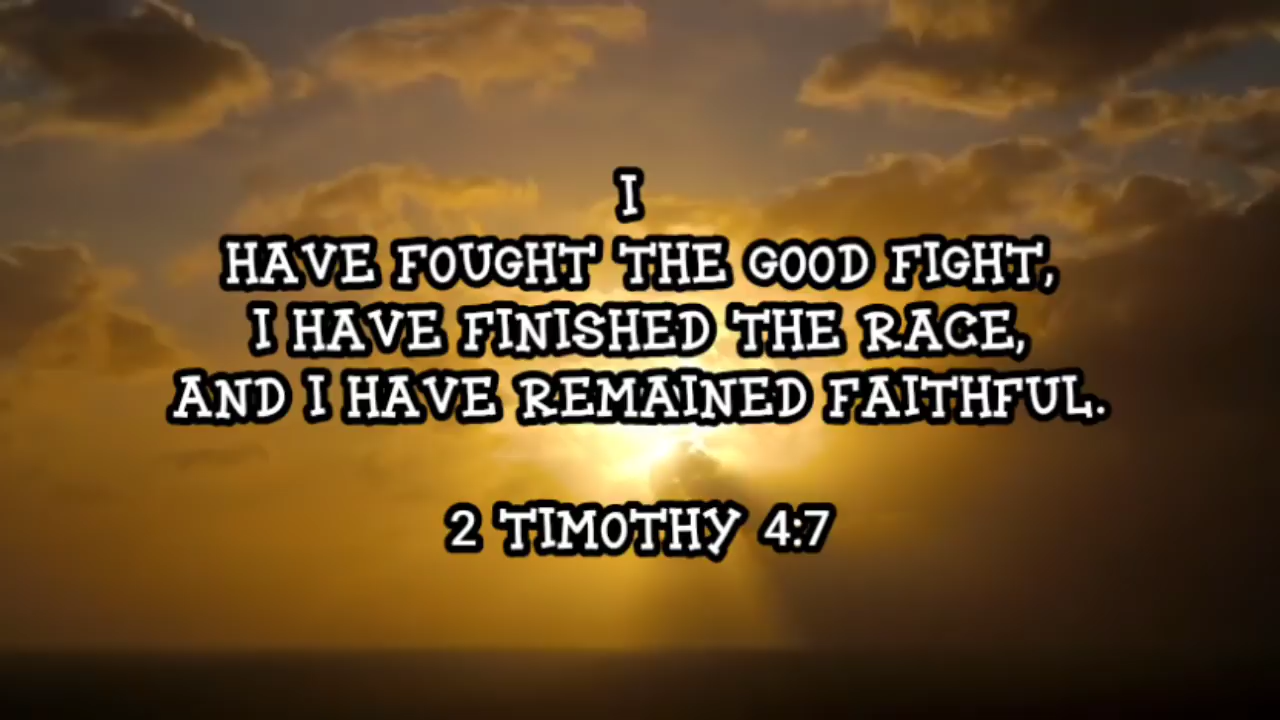 I
HAVE FOUGHT THE GOOD FIGHT,
I HAVE FINISHED THE RACE,
AND I HAVE REMAINED FAITHFUL.
2 TIMOTHY 4:7